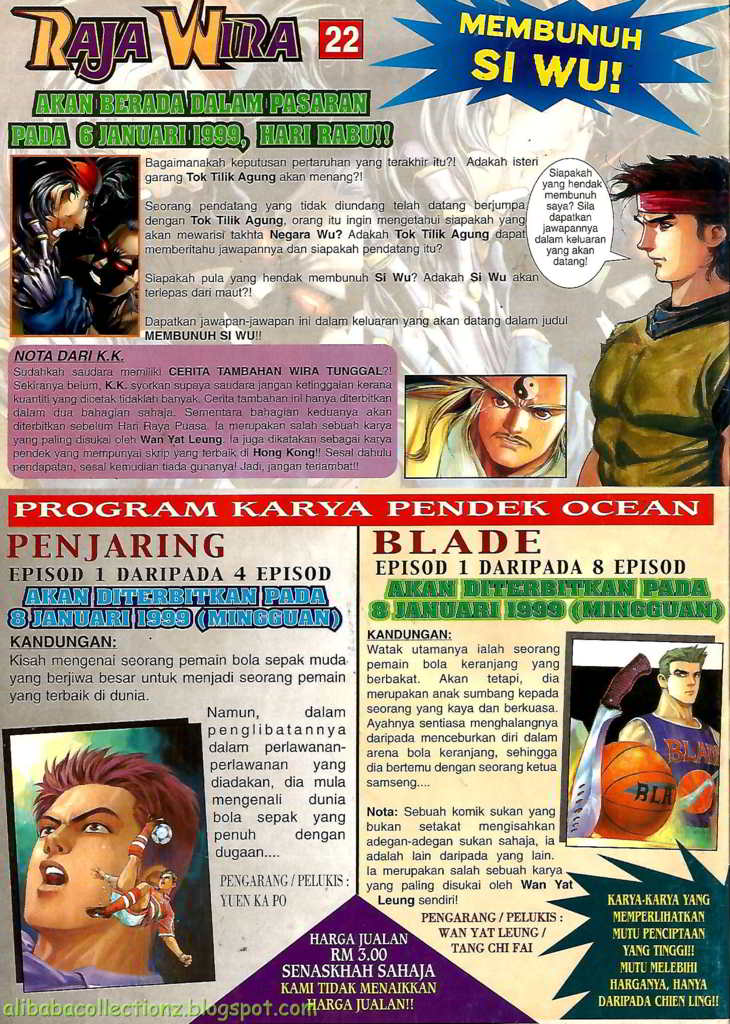 RAJA WIRA 22
MEMBUNUH
SI WU!
AKAN BERADA DALAM PASARAN
PADA 6 JANUARI 1999, HARI RABU!!
Bagaimanakah keputusan pertaruhan yang terakhir itu?! Adakah isteri
garang Tok Tilik Agung akan menang?!
Seorang pendatang yang tidak diundang telah datang berjumpa
dengan Tok Tilik Agung, orang itu ingin mengetahui siapakah yang
akan mewarisi takhta Negara Wu? Adakah Tok Tilik Agung dapat
memberitahu jawapannya dan siapakah pendatang itu?
Siapakah pula yang hendak membunuh Si Wu? Adakah Si Wu akan
terlepas dari maut?!
Dapatkan jawapan-jawapan ini dalam keluaran yang akan datang dalam judul
MEMBUNUH SI WU!!
Siapakah
yang hendak
membunuh
saya? Sila
dapatkan
jawapannya
dalam keluaran
yang akan
datang!
NOTA DARI K.K.
Sudahkah saudara memiliki CERITA TAMBAHAN WIRA TUNGGAL?!
Sekiranya belum, K.K. syorkan supaya saudara jangan ketinggalan kerana
kuantiti yang dicetak tidaklah banyak. Cerita tambahan ini hanya diterbitkan
dalam dua bahagian sahaja. Sementara bahagian keduanya akan
diterbitkan sebelum Hari Raya Puasa. Ia merupakan salah sebuah karya
yang paling disukai oleh Wan Yat Leung. Ia juga dikatakan sebagai karya
pendek yang mempunyai skrip yang terbaik di Hong Kong!! Sesal dahulu
pendapatan, sesal kemudian tiada gunanya! Jadi, jangan terlambat!!
PROGRAM KARYA PENDEK OCEAN
PENJARING
EPISOD 1 DARIPADA 4 EPISOD
AKAN DITERBITKAN PADA
8 JANUARI 1999 (MINGGUAN)
KANDUNGAN:
Kisah mengenai seorang pemain bola sepak muda
yang berjiwa besar untuk menjadi seorang pemain
yang terbaik di dunia.
Namun, dalam
penglibatannya
dalam perlawanan-
perlawanan yang
diadakan, dia mula
mengenali dunia
bola sepak yang
penuh dengan
dugaan....
PENGARANG / PELUKIS :
YUEN KA PO
BLADE
EPISOD 1 DARIPADA 8 EPISOD
AKAN DITERBITKAN PADA
8 JANUARI 1999 (MINGGUAN)
KANDUNGAN:
Watak utamanya ialah seorang
pemain bola keranjang yang
berbakat. Akan tetapi, dia
merupakan anak sumbang kepada
seorang yang kaya dan berkuasa.
Ayahnya sentiasa menghalangnya
daripada menceburkan diri dalam
arena bola keranjang, sehingga
dia bertemu dengan seorang ketua
samseng....
Nota: Sebuah komik sukan yang
bukan setakat mengisahkan
adegan-adegan sukan sahaja, ia
adalah lain daripada yang lain.
Ia merupakan salah sebuah karya
yang paling disukai oleh Wan Yat
Leung sendiri!
PENGARANG / PELUKIS :
WAN YAT LEUNG /
TANG CHI FAI
BLA
BLA
HARGA JUALAN
RM 3.00
SENASKHAH SAHAJA
KAMI TIDAK MENAIKKAN
HARGA JUALAN!!
KARYA-KARYA YANG
MEMPERLIHATKAN
MUTU PENCIPTAAN
YANG TINGGI!!
MUTU MELEBIHI
HARGANYA, HANYA
DARIPADA CHIEN LING!!
alibabacollectionz.blogspot.com